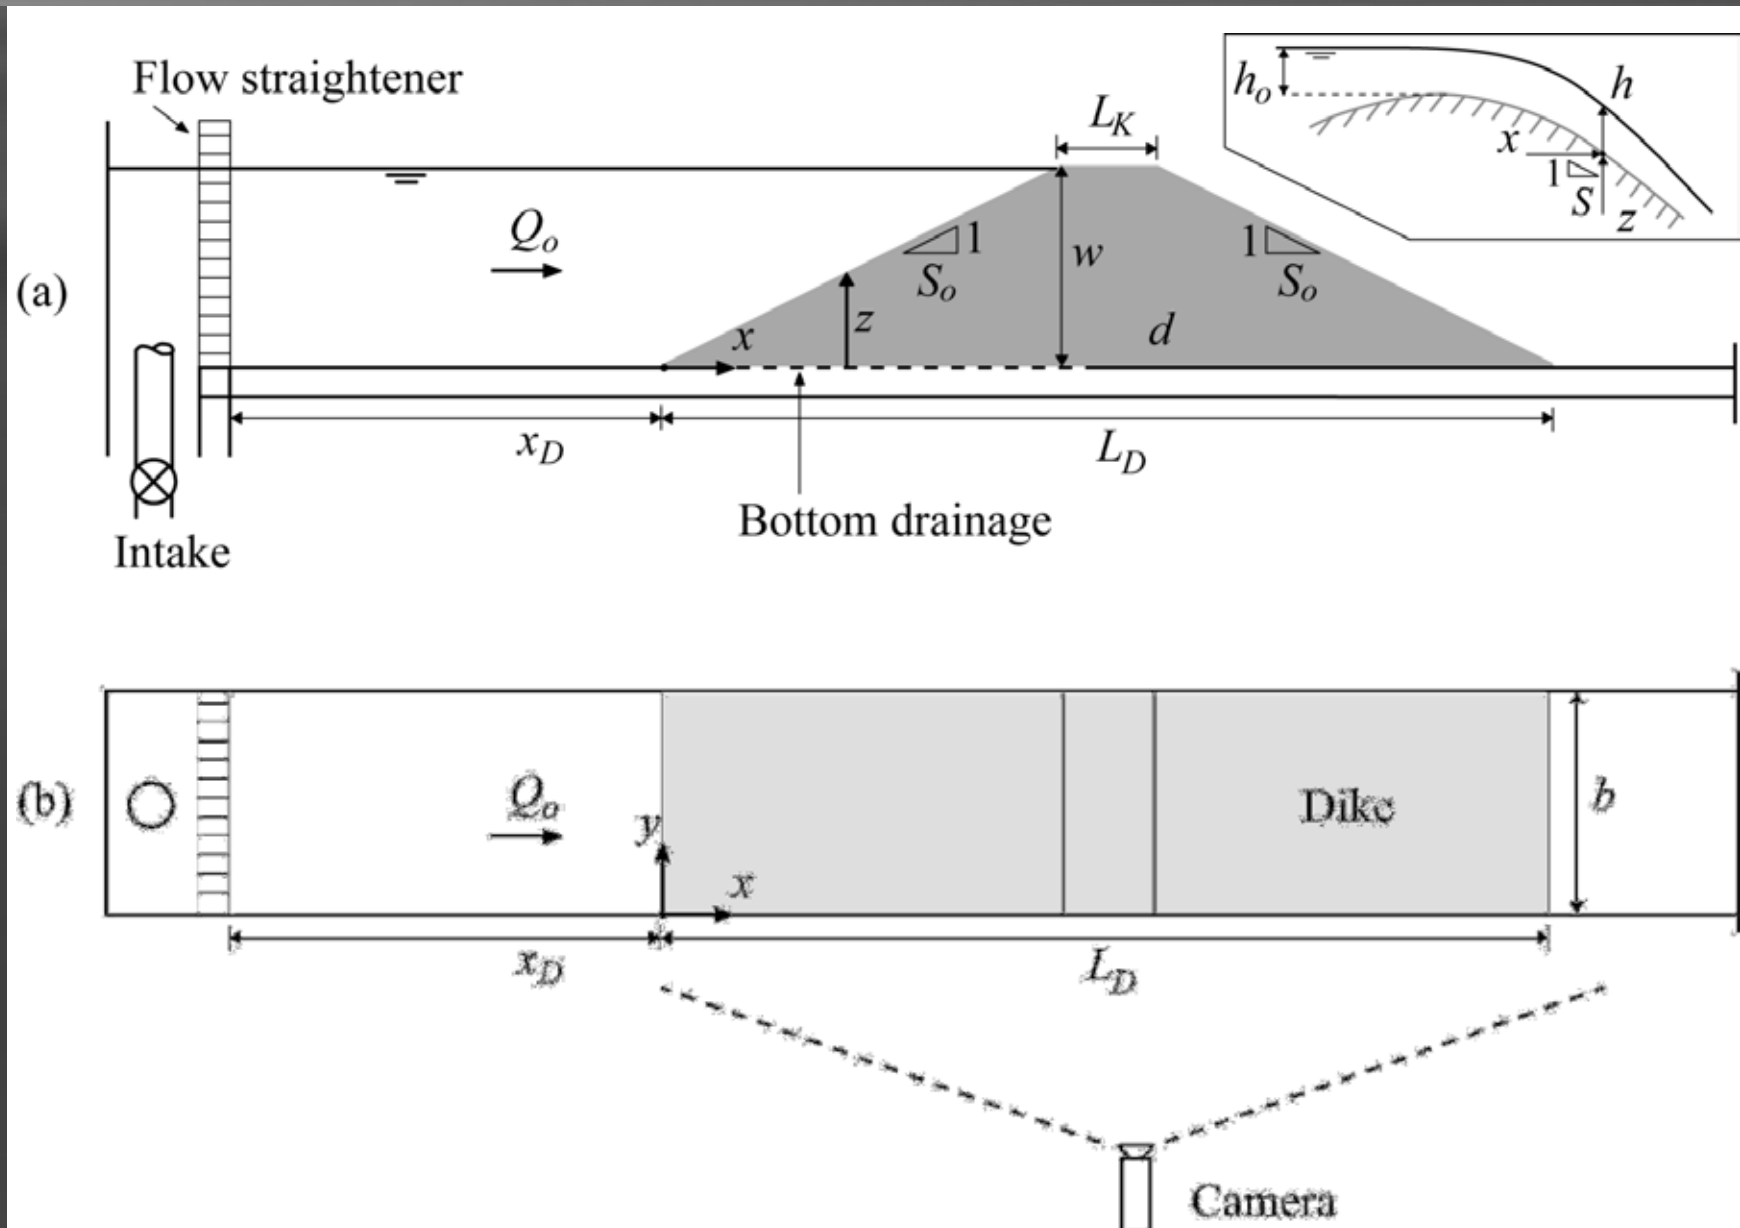 Flow straightener
L_K
h_o
h
x
1
S
z
Q_o
1
S_o
w
1
S_o
(a)
z
x
d
x_D
L_D
Bottom drainage
Intake
(b)
Q_o
y
x
Dike
b
x_D
L_D
Camera